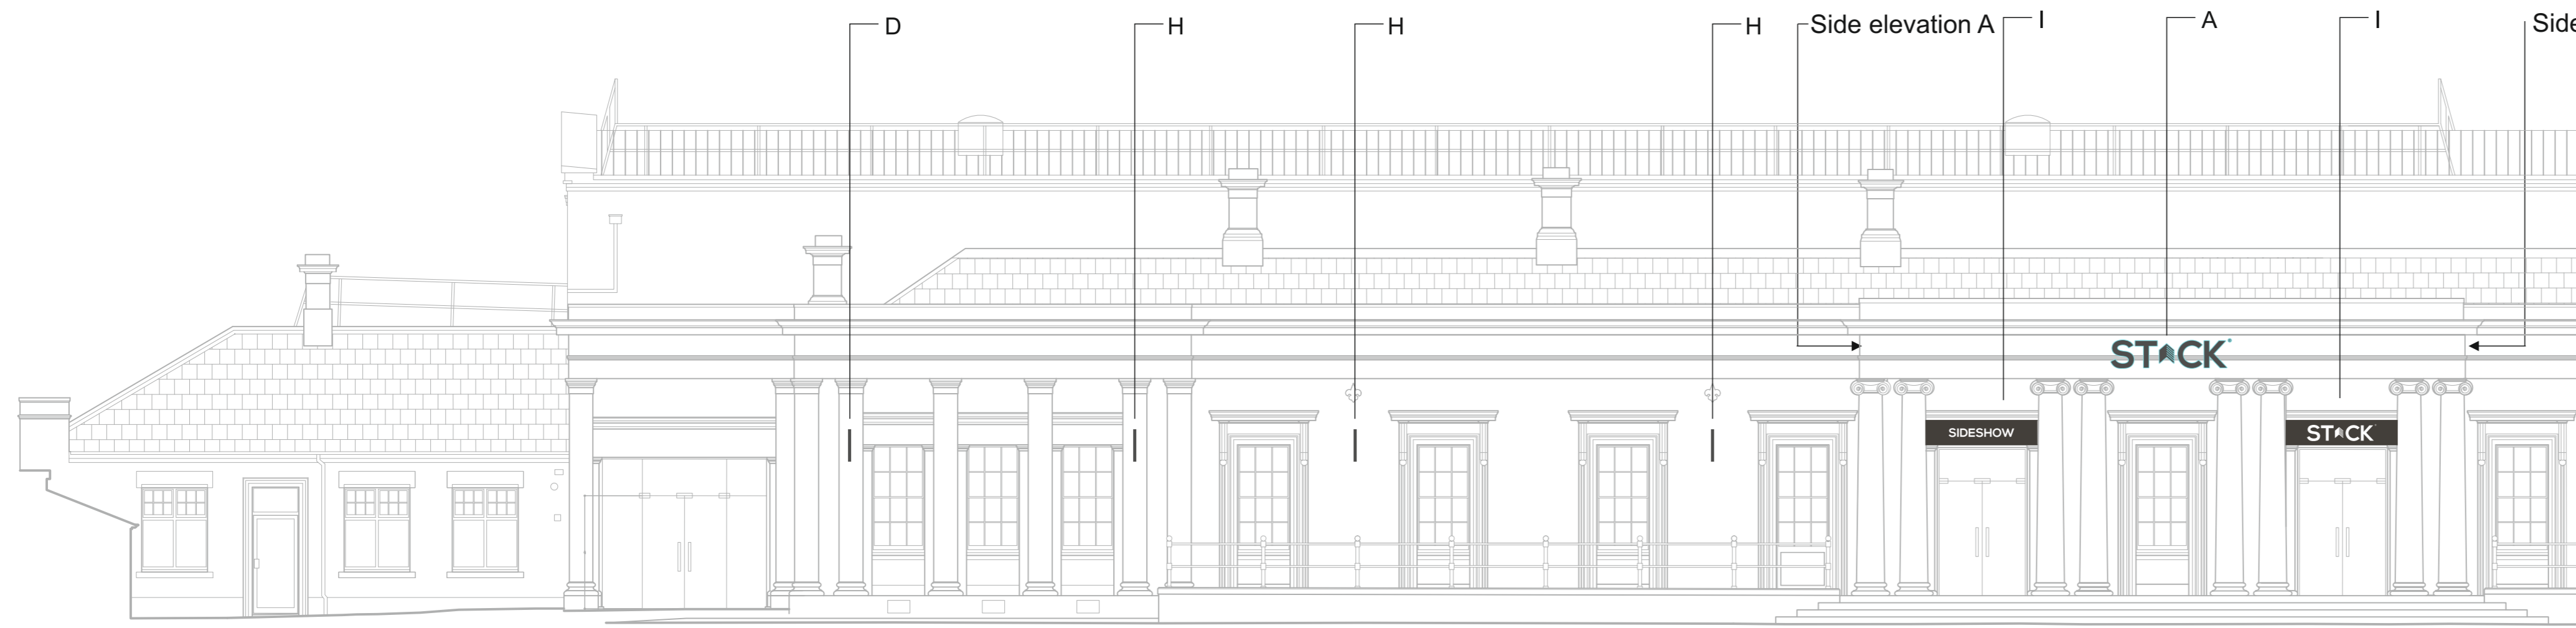 D
H
H
H
Side elevation A
I
A
I
Side
STACK
SIDESHOW
STACK